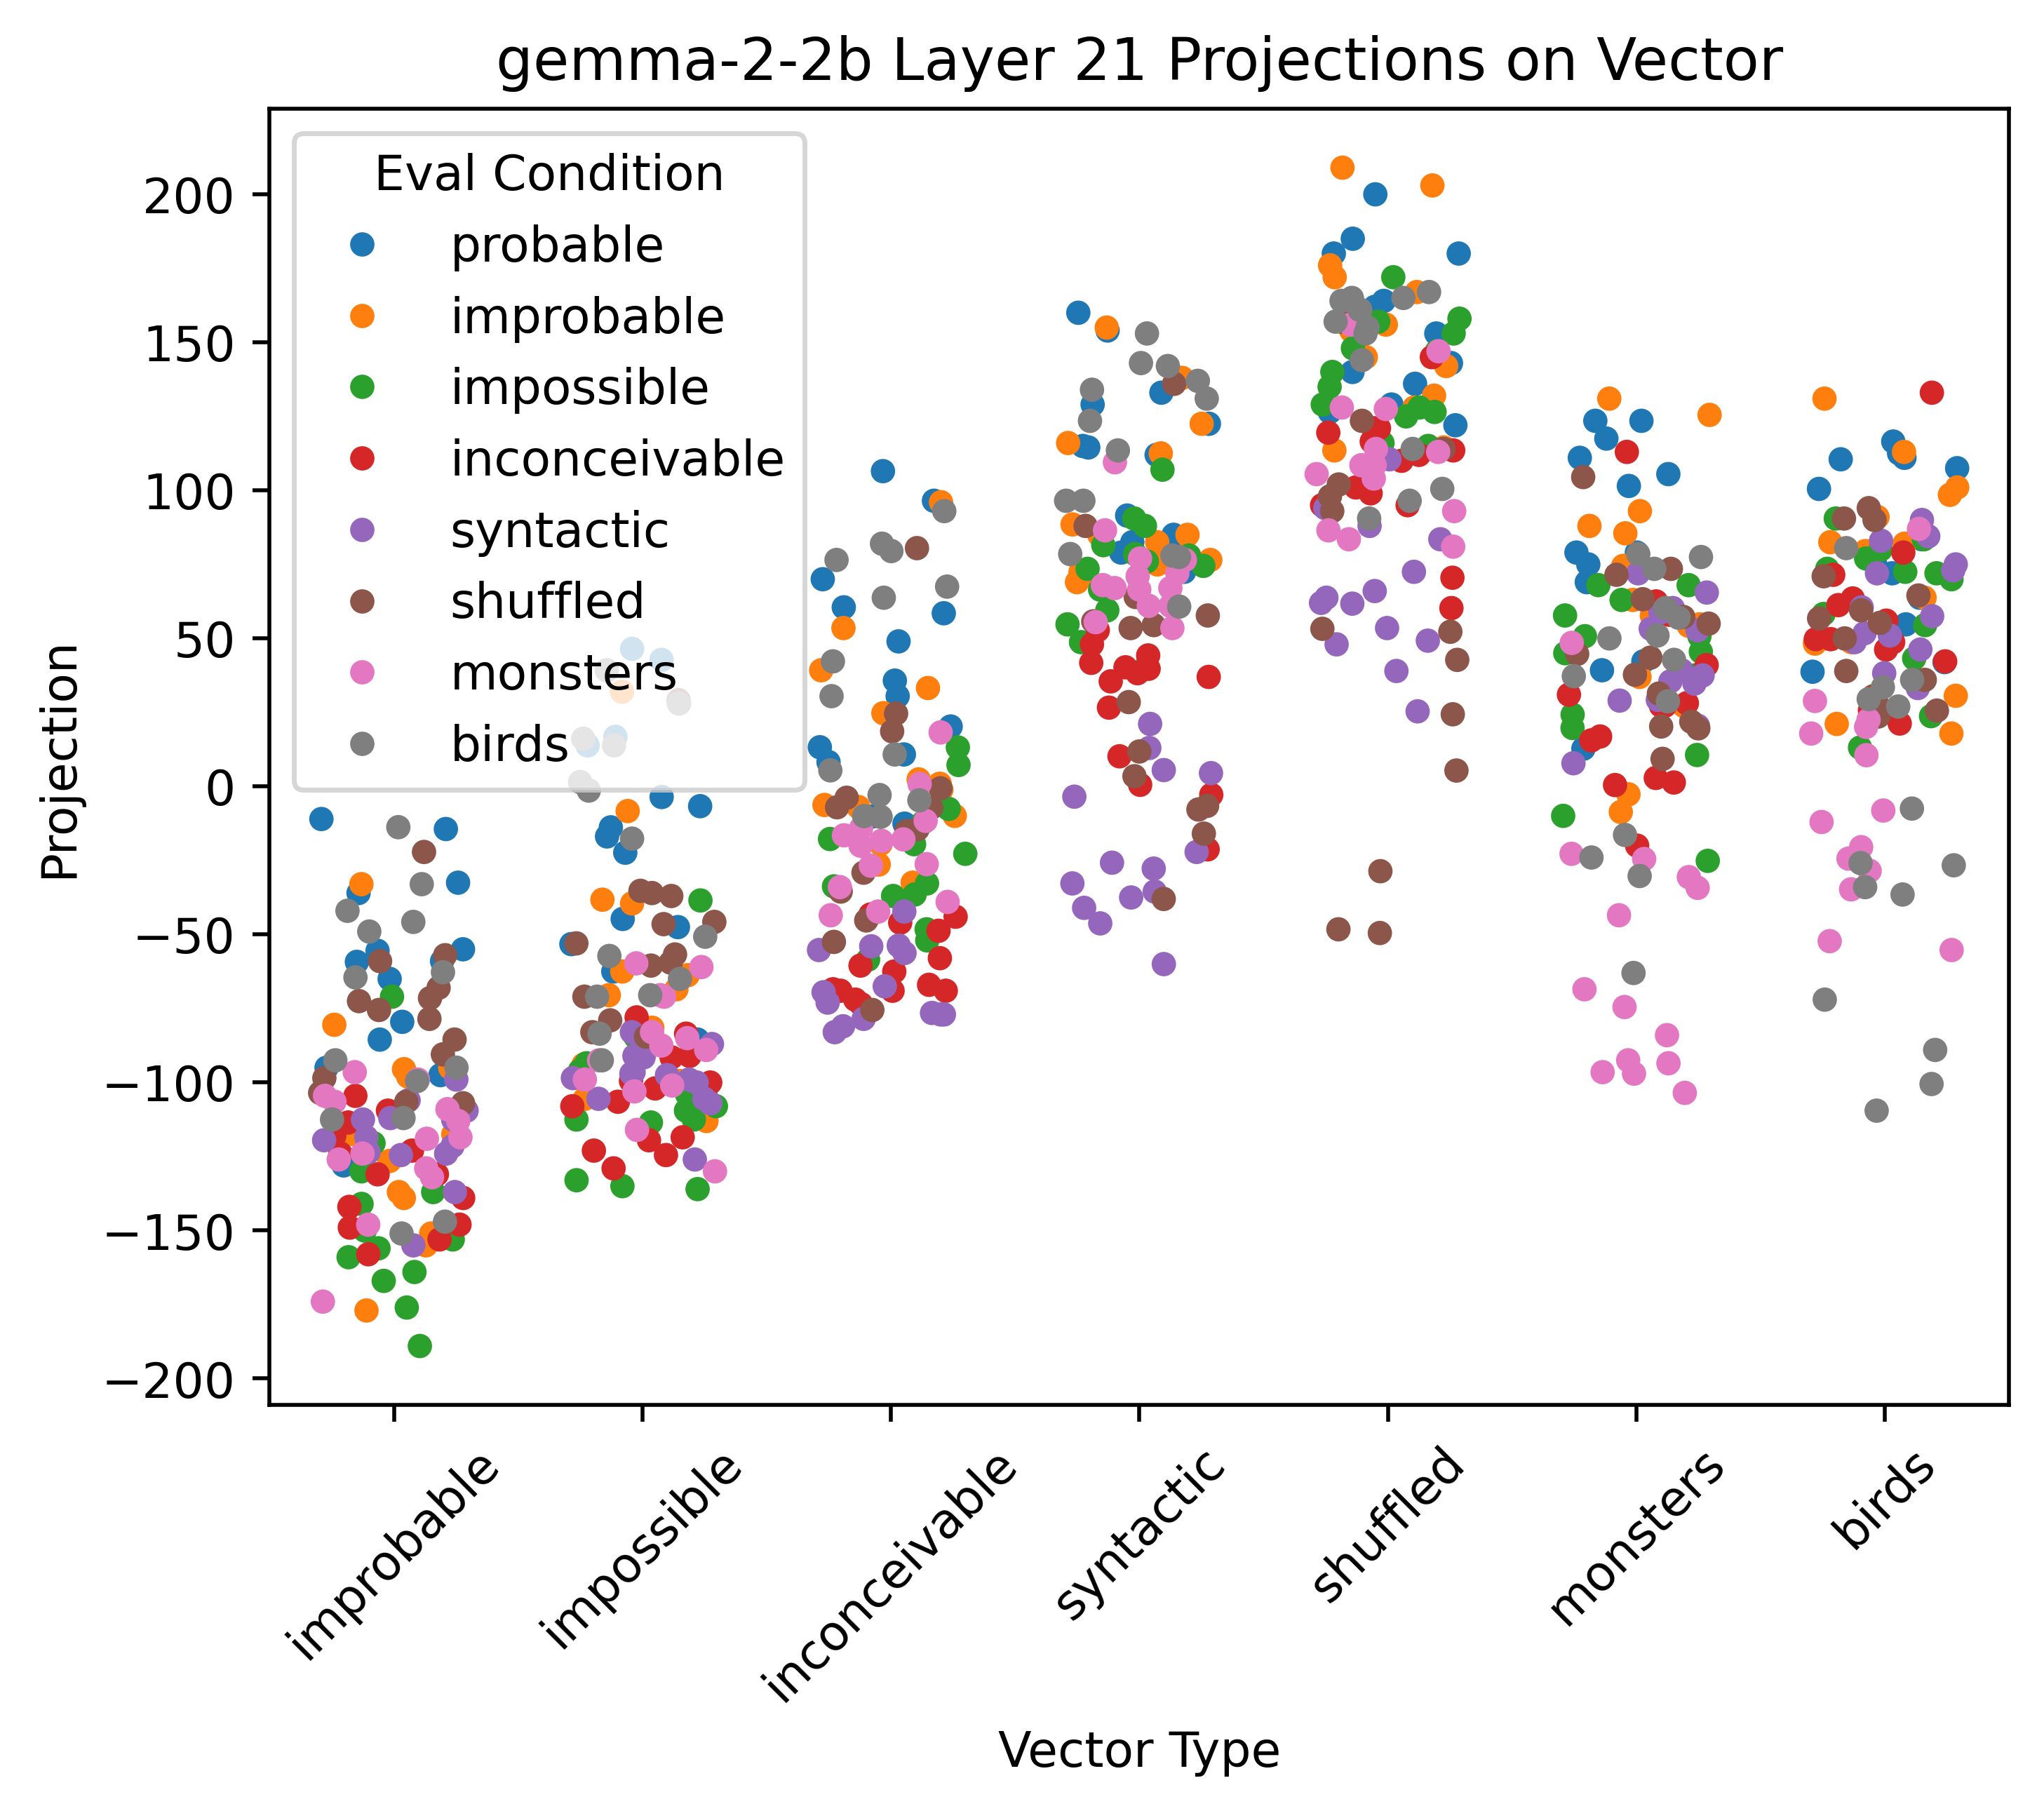 gemma-2-2b Layer 21 Projections on Vector
Eval Condition
probable
improbable
impossible
inconceivable
syntactic
shuffled
monsters
birds
Projection
200
150
100
50
0
−50
−100
−150
−200
improbable
impossible
inconceivable
syntactic
shuffled
monsters
birds
Vector Type